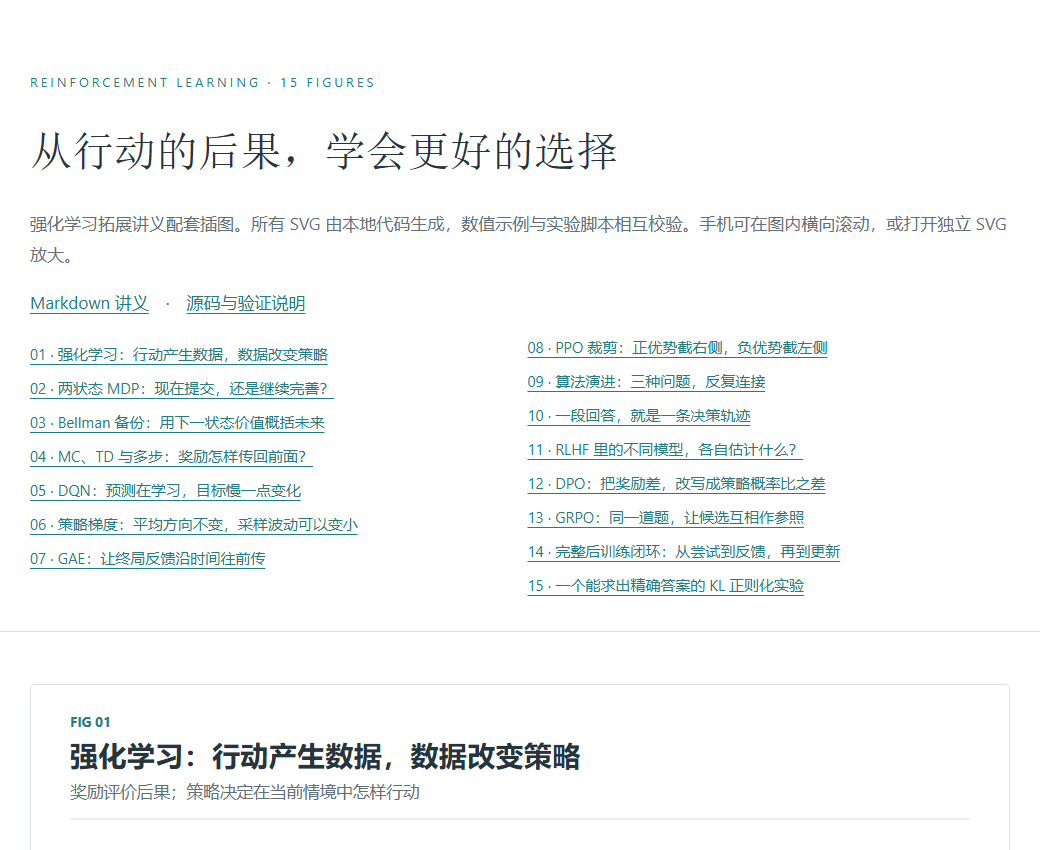 REINFORCEMENT LEARNING · 15 FIGURES
从行动的后果，学会更好的选择
强化学习拓展讲义配套插图。所有 SVG 由本地代码生成，数值示例与实验脚本相互校验。手机可在图内横向滚动，或打开独立 SVG
放大。
Markdown 讲义 · 源码与验证说明
01 · 强化学习：行动产生数据，数据改变策略
02 · 两状态 MDP：现在提交，还是继续完善？
03 · Bellman 备份：用下一状态价值概括未来
04 · MC、TD 与多步：奖励怎样传回前面？
05 · DQN：预测在学习，目标慢一点变化
06 · 策略梯度：平均方向不变，采样波动可以变小
07 · GAE：让终局反馈沿时间往前传
08 · PPO 裁剪：正优势截右侧，负优势截左侧
09 · 算法演进：三种问题，反复连接
10 · 一段回答，就是一条决策轨迹
11 · RLHF 里的不同模型，各自估计什么？
12 · DPO：把奖励差，改写成策略概率比之差
13 · GRPO：同一道题，让候选互相作参照
14 · 完整后训练闭环：从尝试到反馈，再到更新
15 · 一个能求出精确答案的 KL 正则化实验
FIG 01
强化学习：行动产生数据，数据改变策略
奖励评价后果；策略决定在当前情境中怎样行动